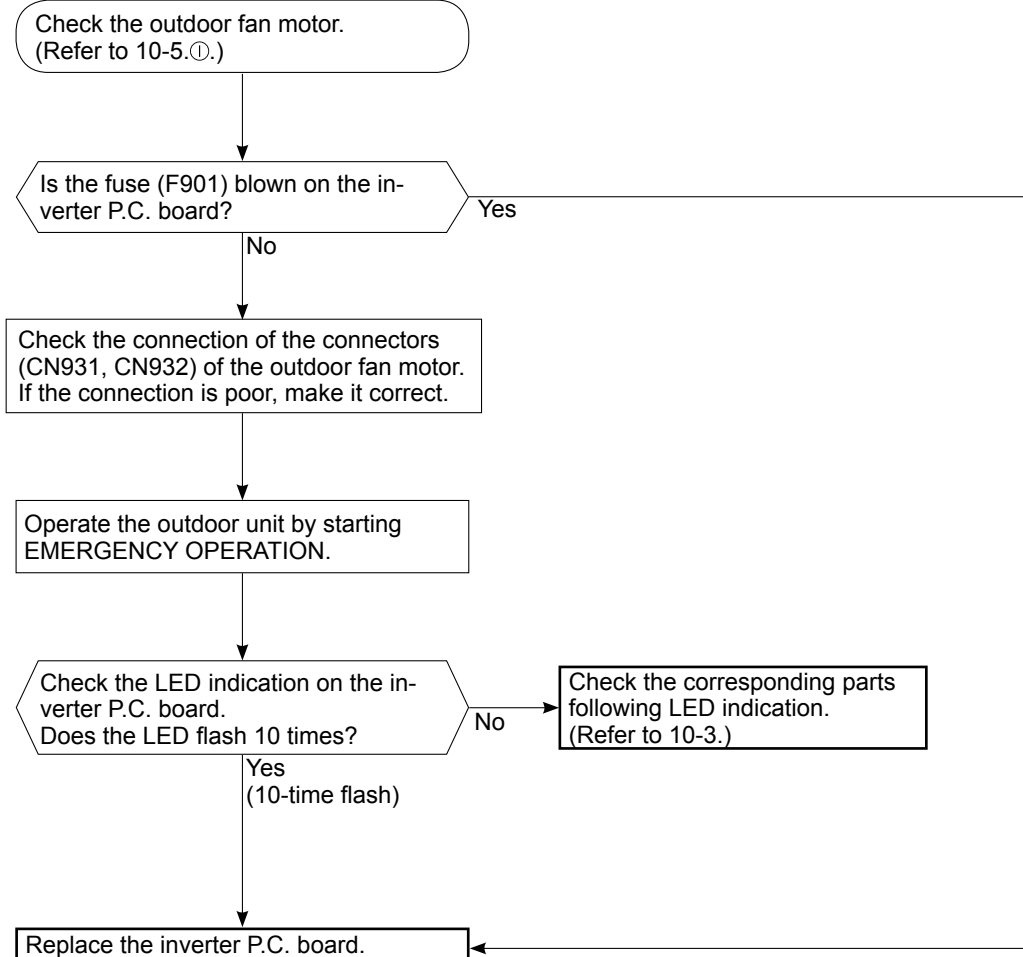 Check the outdoor fan motor.
(Refer to 10-5.Ⓘ.)
Is the fuse (F901) blown on the in-
verter P.C. board?
Yes
No
Check the connection of the connectors
(CN931, CN932) of the outdoor fan motor.
If the connection is poor, make it correct.
Operate the outdoor unit by starting
EMERGENCY OPERATION.
Check the LED indication on the in-
verter P.C. board.
Does the LED flash 10 times?
No
Check the corresponding parts
following LED indication.
(Refer to 10-3.)
Yes
(10-time flash)
Replace the inverter P.C. board.